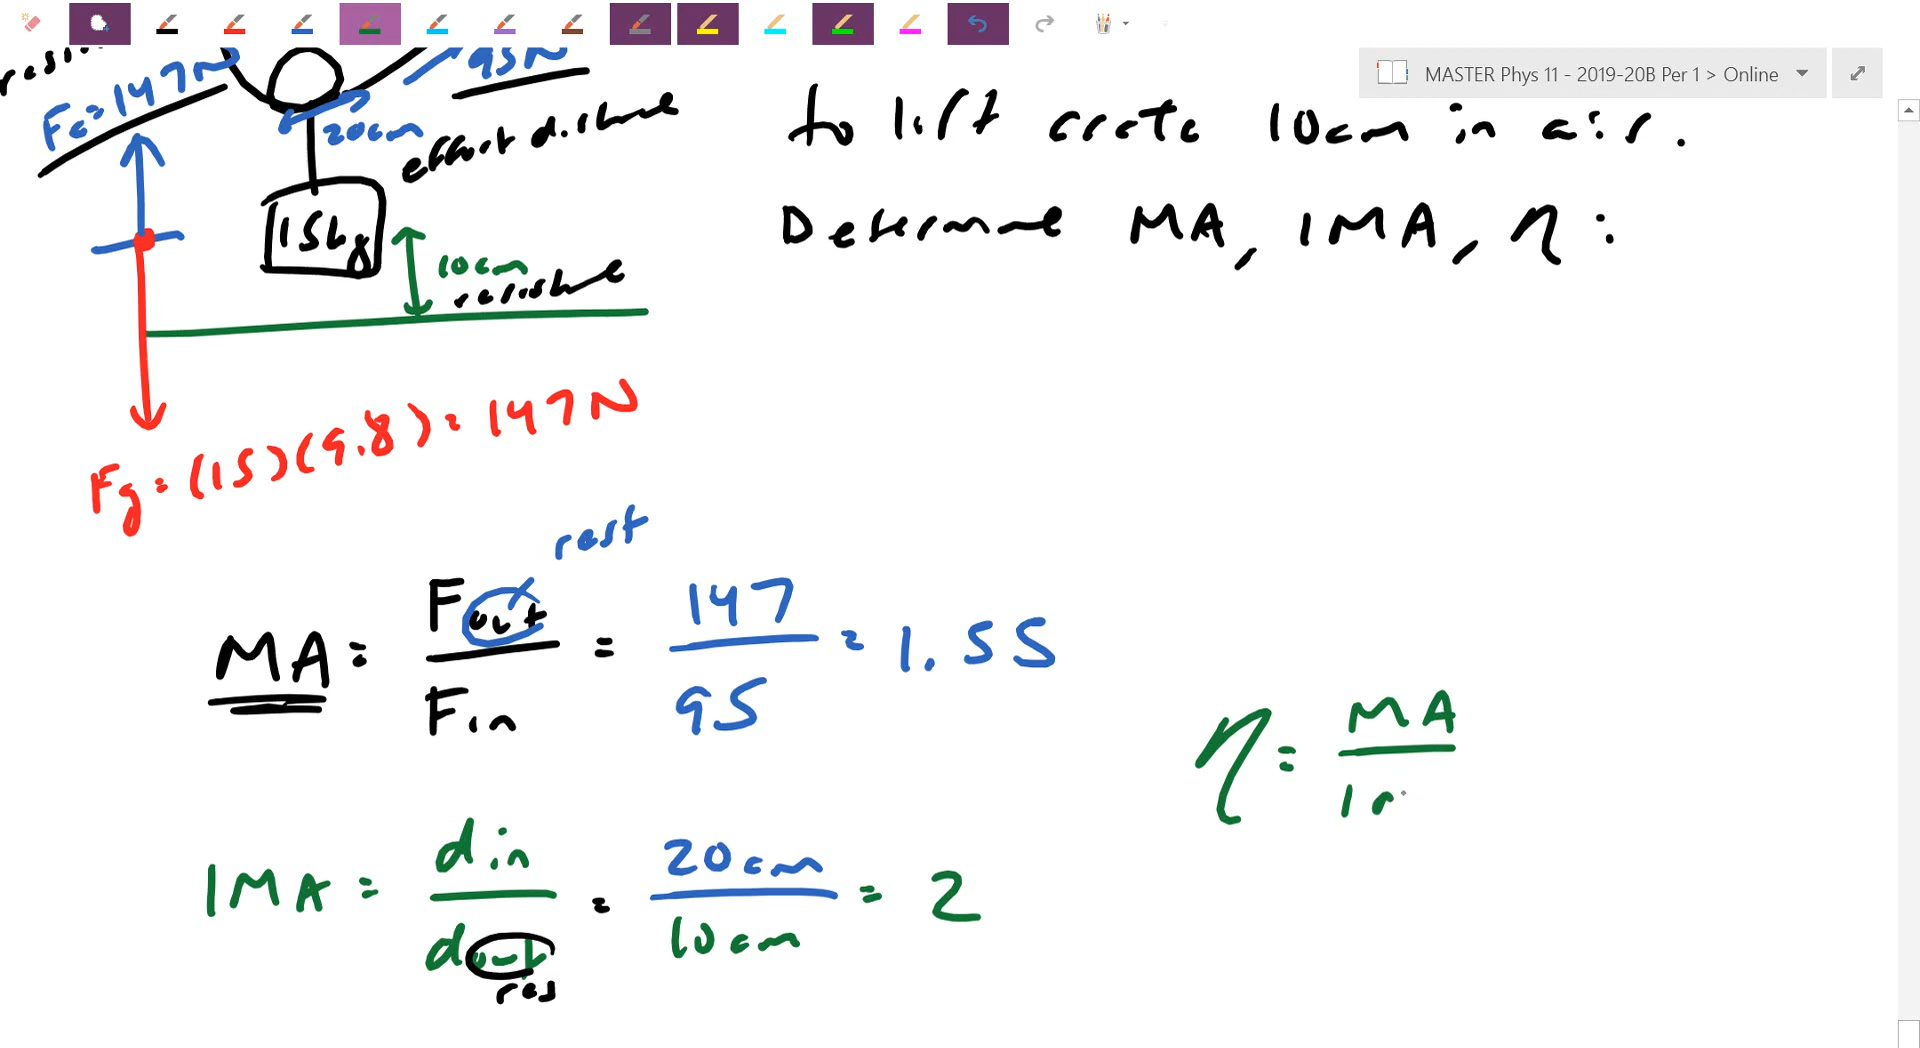 MASTER Phys 11 - 2019-20B Per 1 > Online
Fe = 147N
95N
20cm
effort distance
to lift crate 10cm in air.
Determine MA, IMA, η :
15kg
10cm
resistance
Fg = (15)(9.8) = 147N
rest
MA = Fout / Fin = 147 / 95 = 1.55
η = MA / I
IMA = din / dout = 20cm / 10cm = 2
res